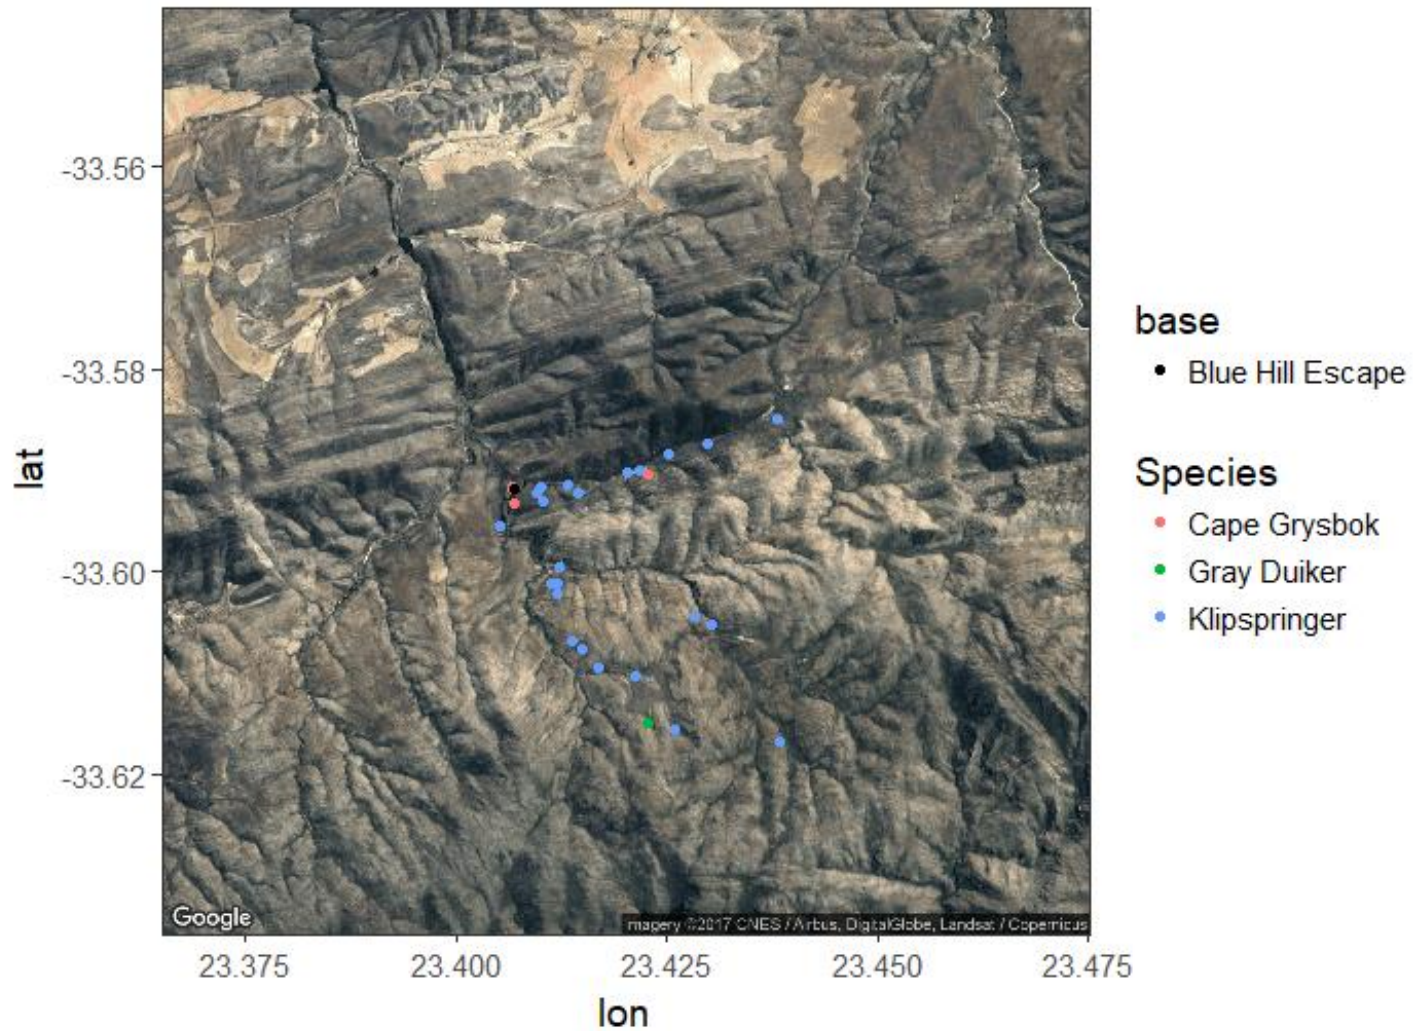 lat
-33.56
-33.58
-33.60
-33.62
Google
magery ©2017 CNES / Airbus, DigitalGlobe, Landsat / Copernicus
23.375
23.400
23.425
23.450
23.475
lon
base
Blue Hill Escape
Species
Cape Grysbok
Gray Duiker
Klipspringer